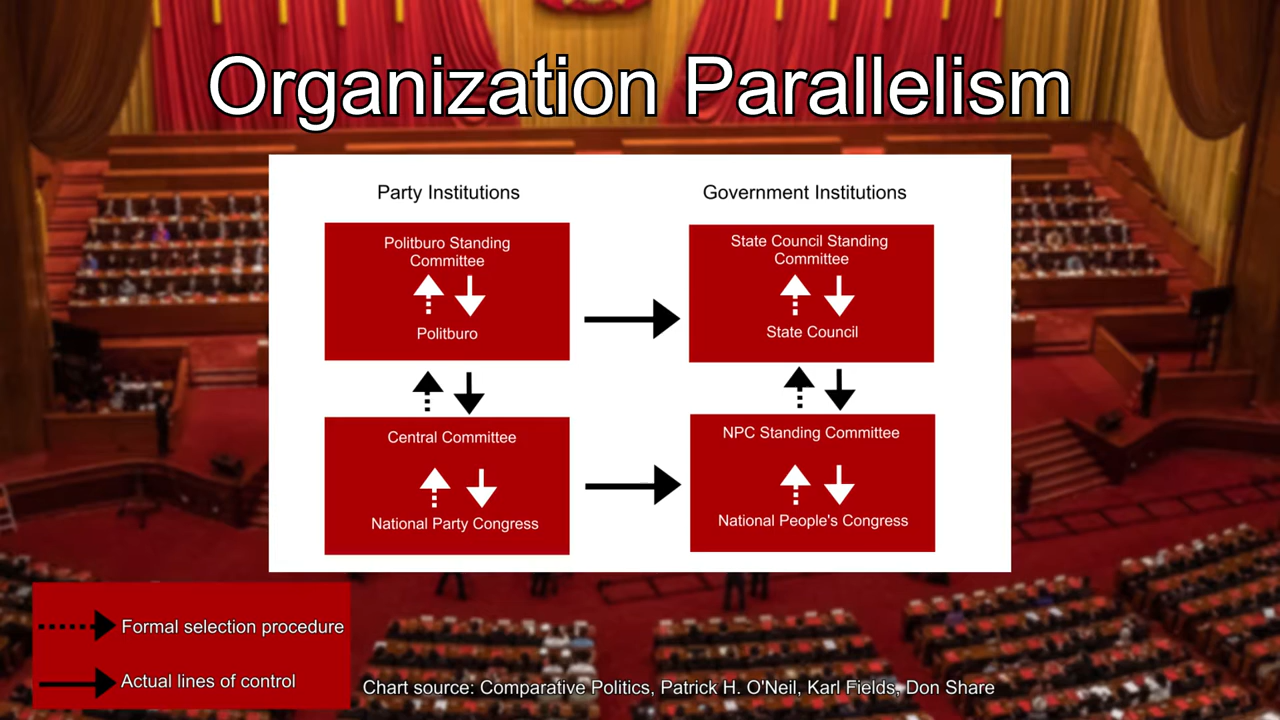 Organization Parallelism
Party Institutions
Government Institutions
Politburo Standing
Committee
Politburo
State Council Standing
Committee
State Council
Central Committee
National Party Congress
NPC Standing Committee
National People's Congress
Formal selection procedure
Actual lines of control
Chart source: Comparative Politics, Patrick H. O'Neil, Karl Fields, Don Share